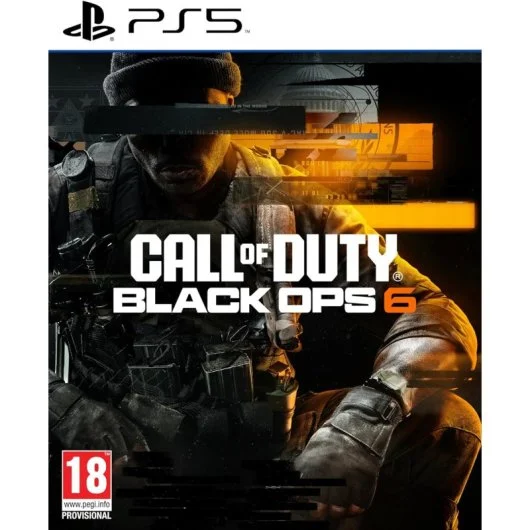 PS5
CALL OF DUTY
BLACK OPS 6
18
www.pegi.info
PROVISIONAL